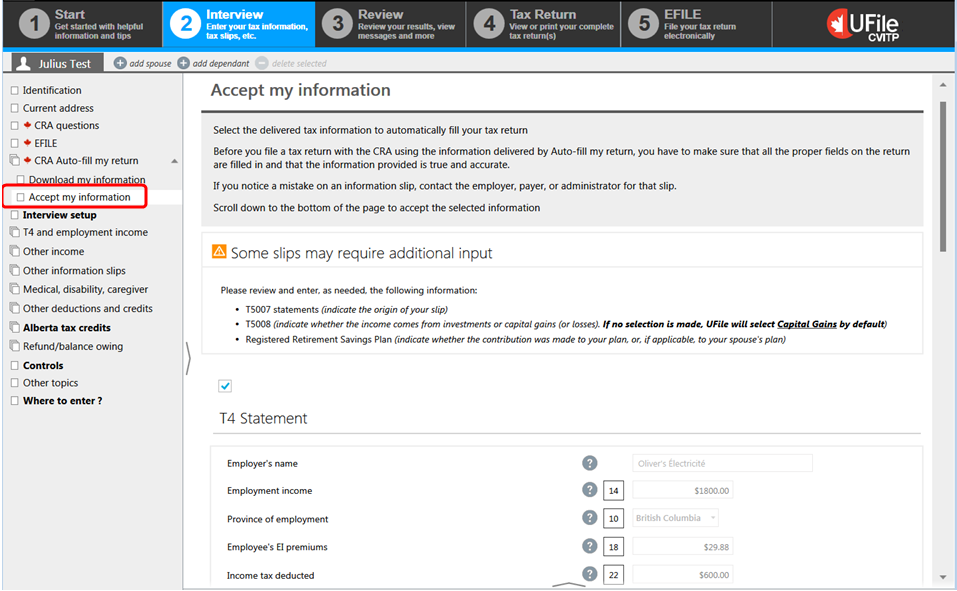 1 Start
Get started with helpful
information and tips
2 Interview
Enter your tax information,
tax slips, etc.
3 Review
Review your results, view
messages and more
4 Tax Return
View or print your complete
tax return(s)
5 EFILE
File your tax return
electronically
UFile
CVITP
Julius Test
add spouse
add dependant
delete selected
Identification
Current address
CRA questions
EFILE
CRA Auto-fill my return
Download my information
Accept my information
Interview setup
T4 and employment income
Other income
Other information slips
Medical, disability, caregiver
Other deductions and credits
Alberta tax credits
Refund/balance owing
Controls
Other topics
Where to enter ?
Accept my information
Select the delivered tax information to automatically fill your tax return
Before you file a tax return with the CRA using the information delivered by Auto-fill my return, you have to make sure that all the proper fields on the return
are filled in and that the information provided is true and accurate.
If you notice a mistake on an information slip, contact the employer, payer, or administrator for that slip.
Scroll down to the bottom of the page to accept the selected information
Some slips may require additional input
Please review and enter, as needed, the following information:
• T5007 statements (indicate the origin of your slip)
• T5008 (indicate whether the income comes from investments or capital gains (or losses). If no selection is made, UFile will select Capital Gains by default)
• Registered Retirement Savings Plan (indicate whether the contribution was made to your plan, or, if applicable, to your spouse's plan)
T4 Statement
Employer's name ? Oliver's Électricité
Employment income ? 14 $1800.00
Province of employment ? 10 British Columbia
Employee's EI premiums ? 18 $29.88
Income tax deducted ? 22 $600.00